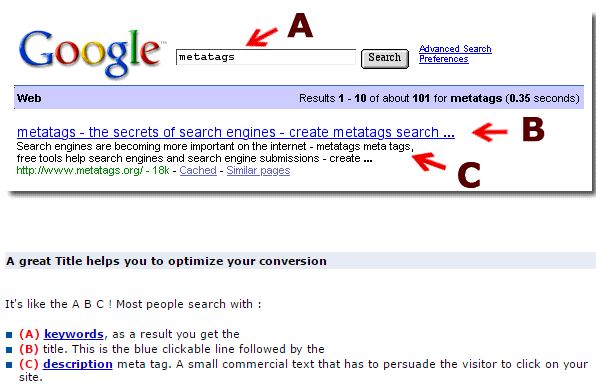 A
Google™ metatags Search Advanced Search
Preferences
Web Results 1 - 10 of about 101 for metatags (0.35 seconds)
metatags - the secrets of search engines - create metatags search ...
B
Search engines are becoming more important on the internet - metatags meta tags,
free tools help search engines and search engine submissions - create ...
C
http://www.metatags.org/ - 18k - Cached - Similar pages
A great Title helps you to optimize your conversion
It's like the A B C ! Most people search with :
(A) keywords, as a result you get the
(B) title. This is the blue clickable line followed by the
(C) description meta tag. A small commercial text that has to persuade the visitor to click on your
site.